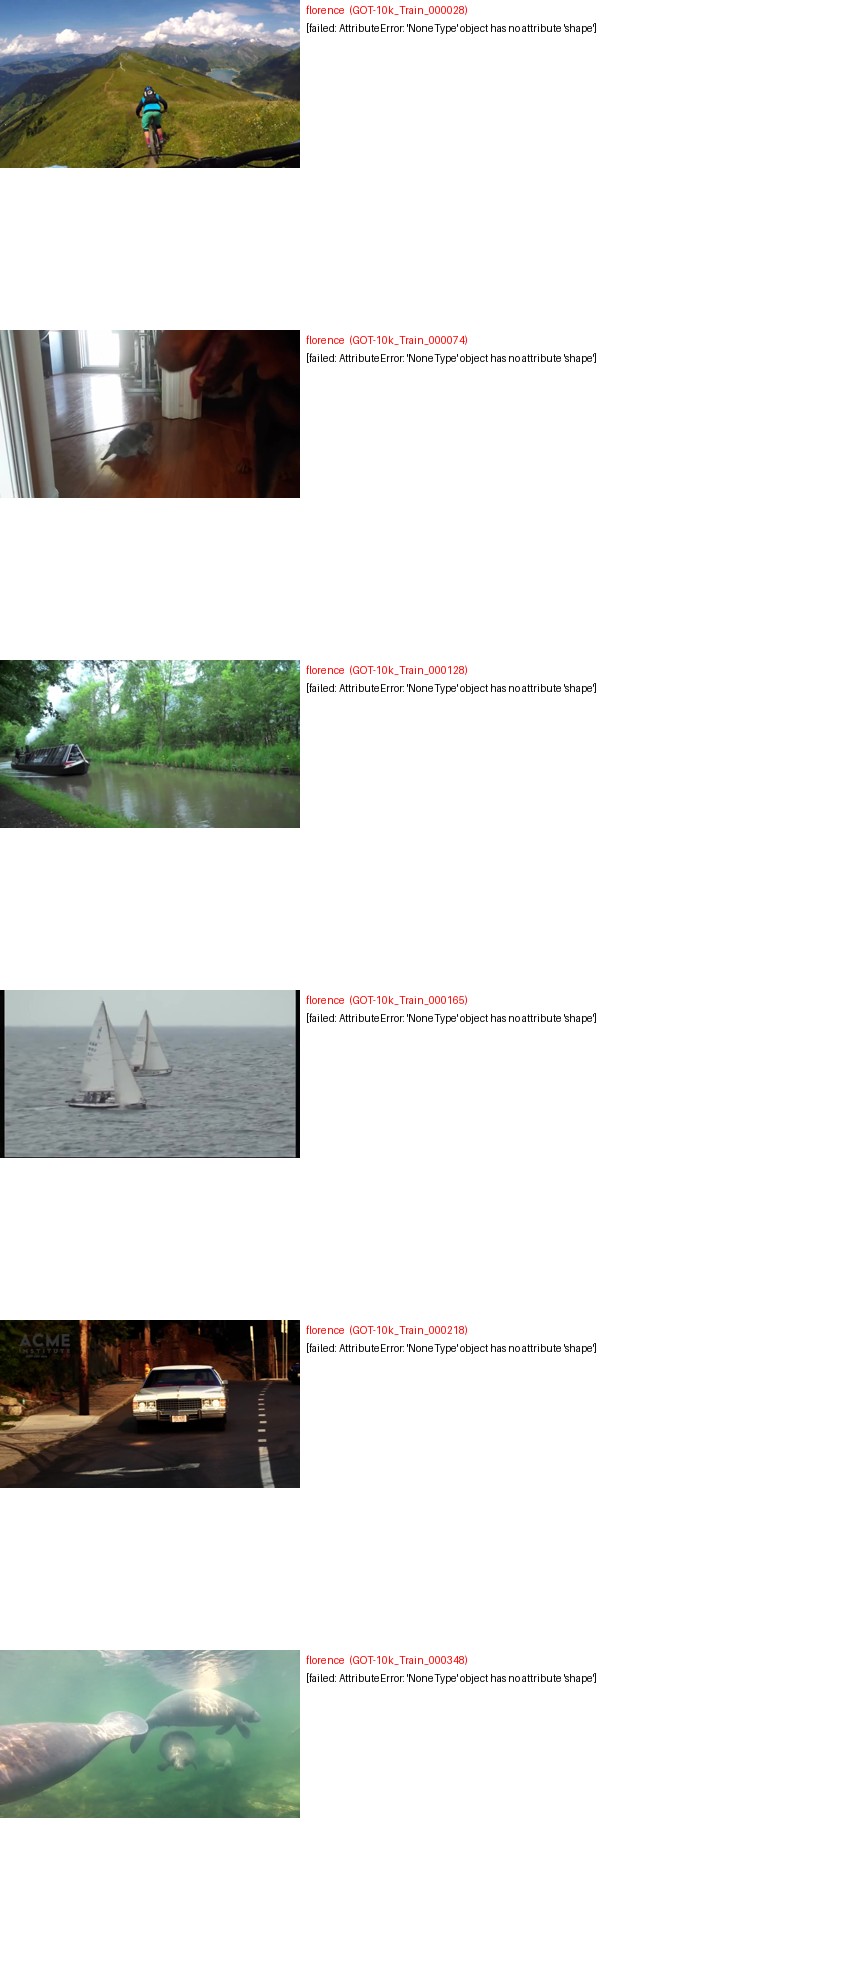 florence (GOT-10k_Train_000028)
[failed: AttributeError: 'NoneType' object has no attribute 'shape']
florence (GOT-10k_Train_000074)
[failed: AttributeError: 'NoneType' object has no attribute 'shape']
florence (GOT-10k_Train_000128)
[failed: AttributeError: 'NoneType' object has no attribute 'shape']
florence (GOT-10k_Train_000165)
[failed: AttributeError: 'NoneType' object has no attribute 'shape']
florence (GOT-10k_Train_000218)
[failed: AttributeError: 'NoneType' object has no attribute 'shape']
ACME
florence (GOT-10k_Train_000348)
[failed: AttributeError: 'NoneType' object has no attribute 'shape']